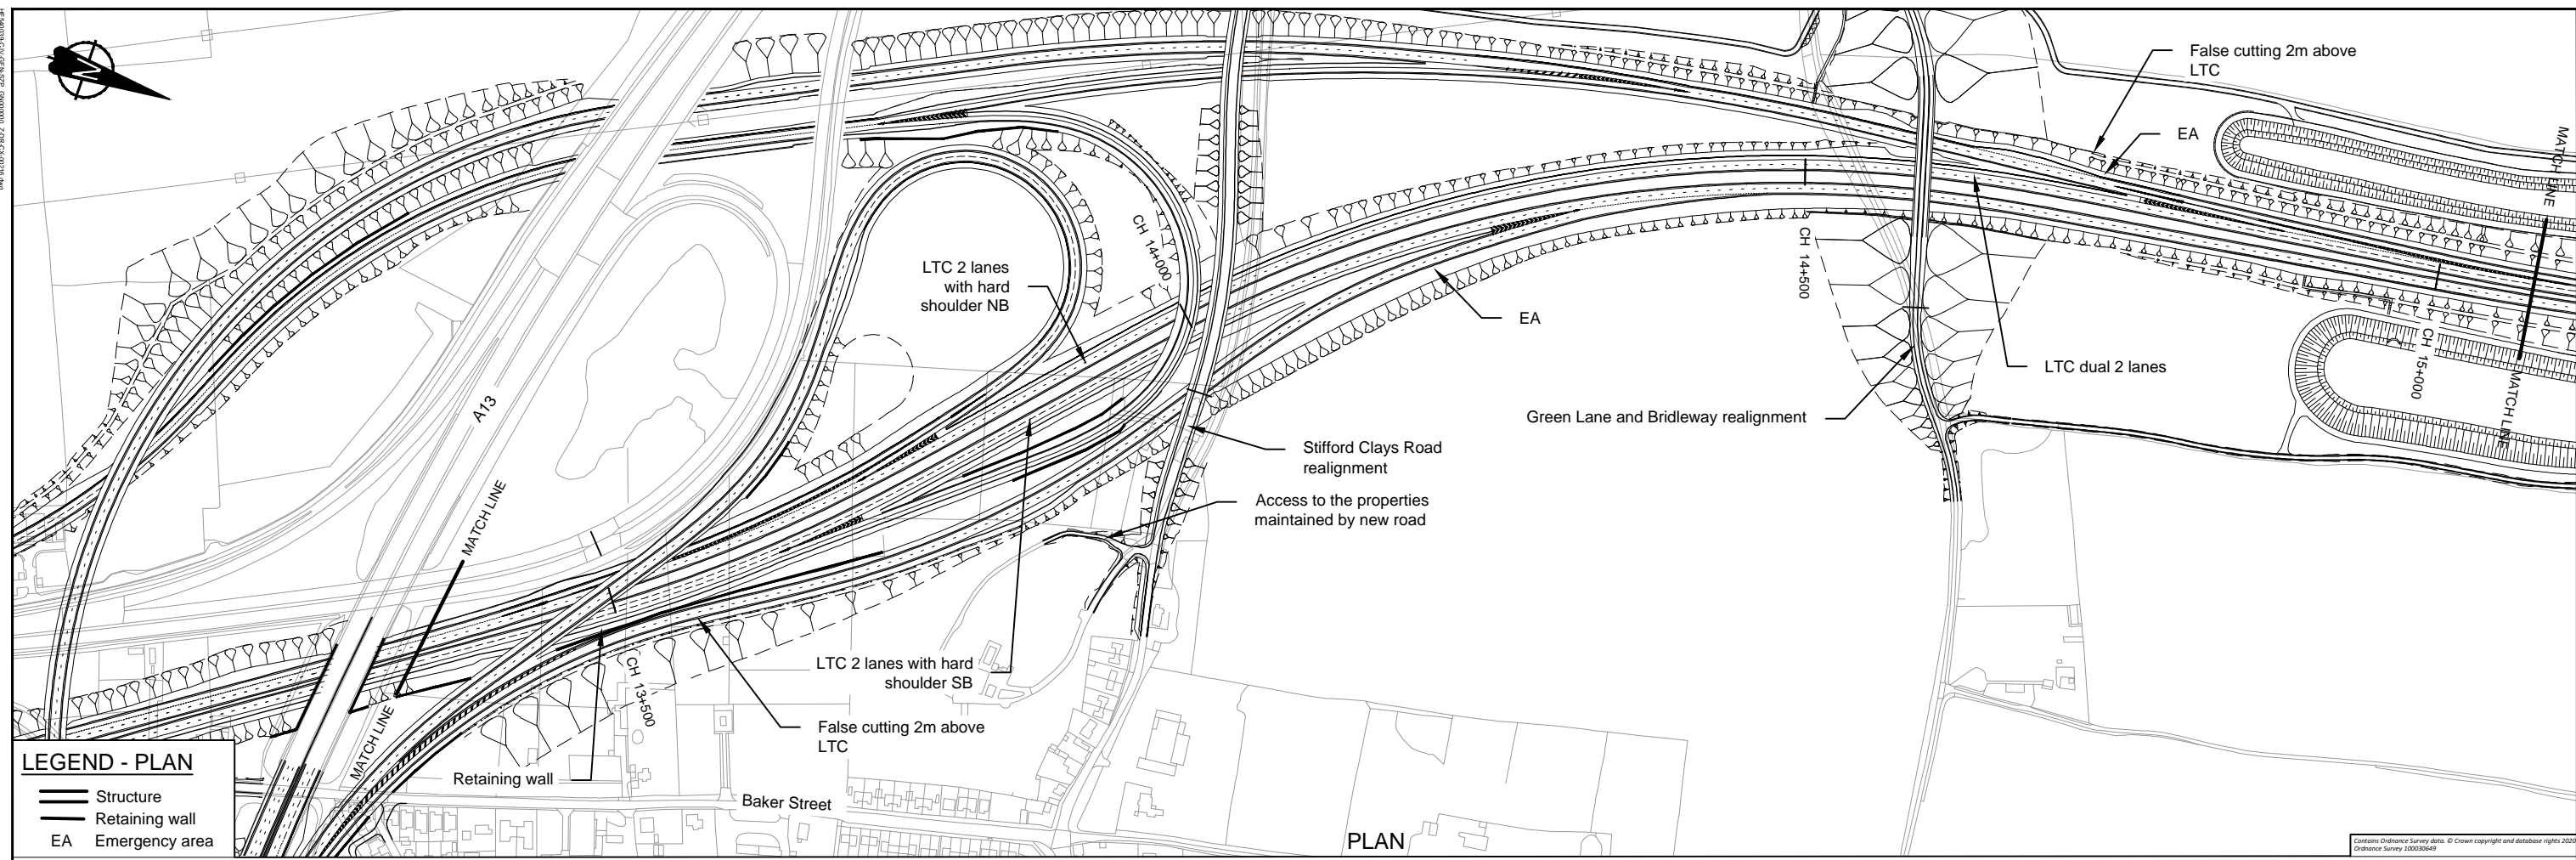 False cutting 2m above
LTC
EA
MATCH LINE
CH 14+000
LTC 2 lanes
with hard
shoulder NB
CH 14+500
EA
LTC dual 2 lanes
CH 15+000
A13
Green Lane and Bridleway realignment
MATCH LINE
Stifford Clays Road
realignment
Access to the properties
maintained by new road
MATCH LINE
LTC 2 lanes with hard
shoulder SB
CH 13+500
MATCH LINE
False cutting 2m above
LTC
Retaining wall
Baker Street
LEGEND - PLAN
Structure
Retaining wall
EA Emergency area
PLAN
Contains Ordnance Survey data. © Crown copyright and database rights 2020
Ordnance Survey 100030649